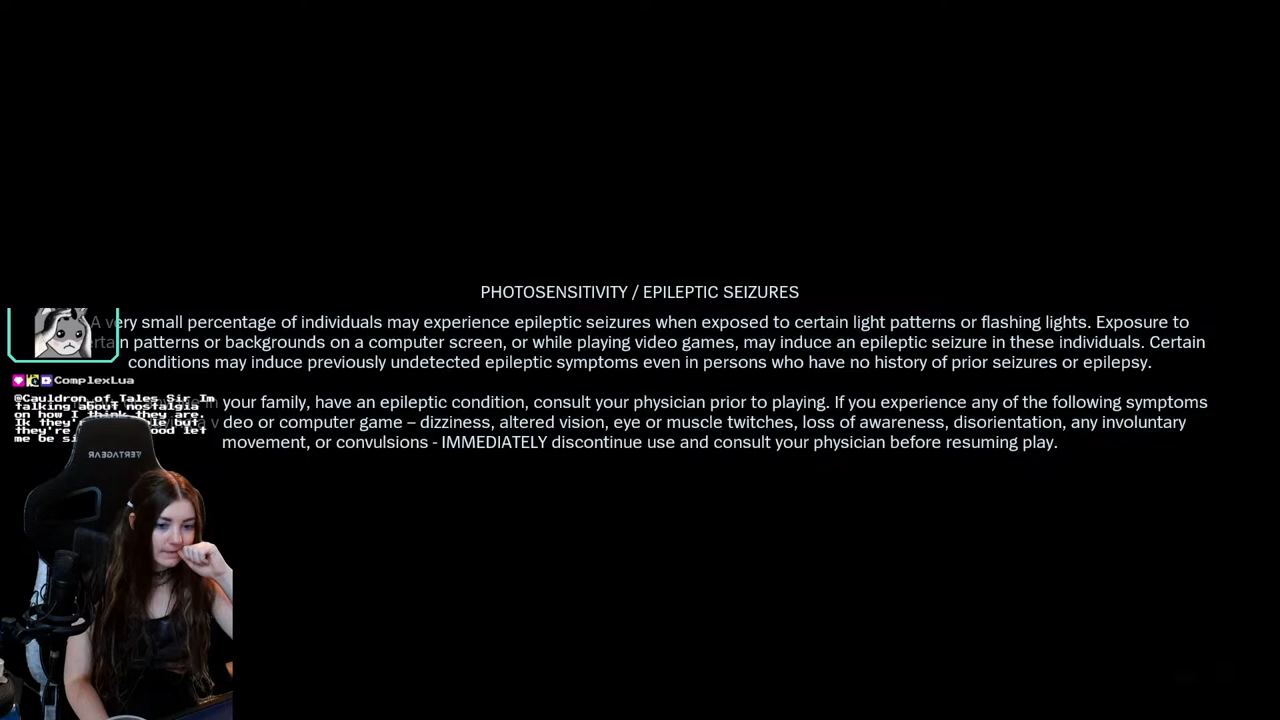 PHOTOSENSITIVITY / EPILEPTIC SEIZURES
A very small percentage of individuals may experience epileptic seizures when exposed to certain light patterns or flashing lights. Exposure to
patterns or backgrounds on a computer screen, or while playing video games, may induce an epileptic seizure in these individuals. Certain
conditions may induce previously undetected epileptic symptoms even in persons who have no history of prior seizures or epilepsy.
ComplexLua
@Cauldron_of_Tales Sir Im
talking about nostalgia
on how I think they are.
Ik they're
they're
me be
in your family, have an epileptic condition, consult your physician prior to playing. If you experience any of the following symptoms
or computer game – dizziness, altered vision, eye or muscle twitches, loss of awareness, disorientation, any involuntary
movement, or convulsions - IMMEDIATELY discontinue use and consult your physician before resuming play.
VERTAGEAR